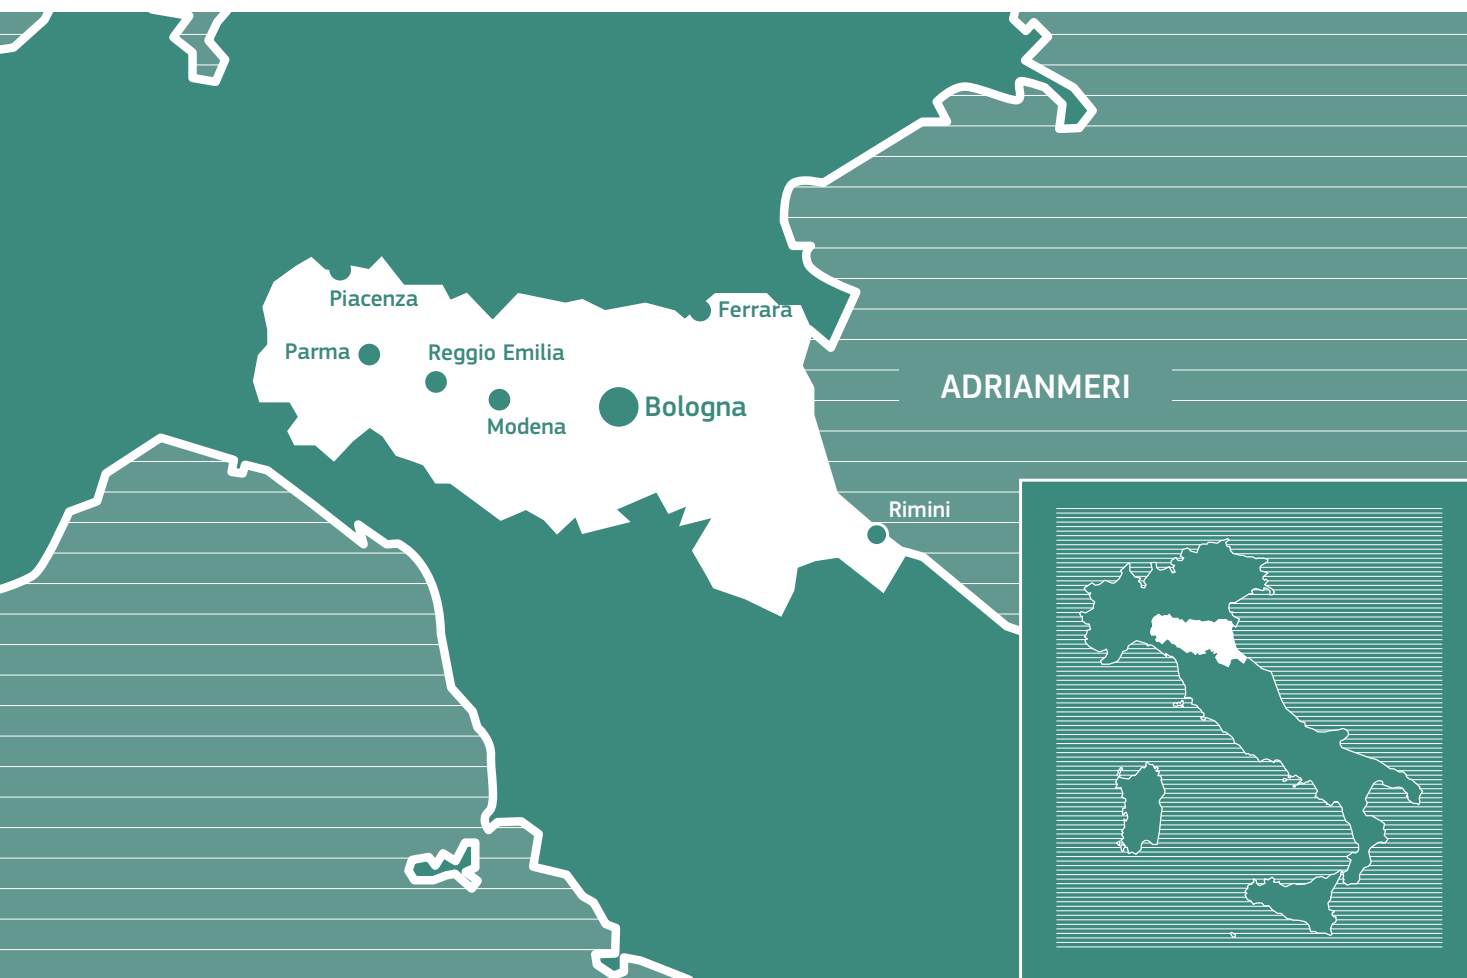 Piacenza
Ferrara
Parma
Reggio Emilia
ADRIANMERI
Bologna
Modena
Rimini